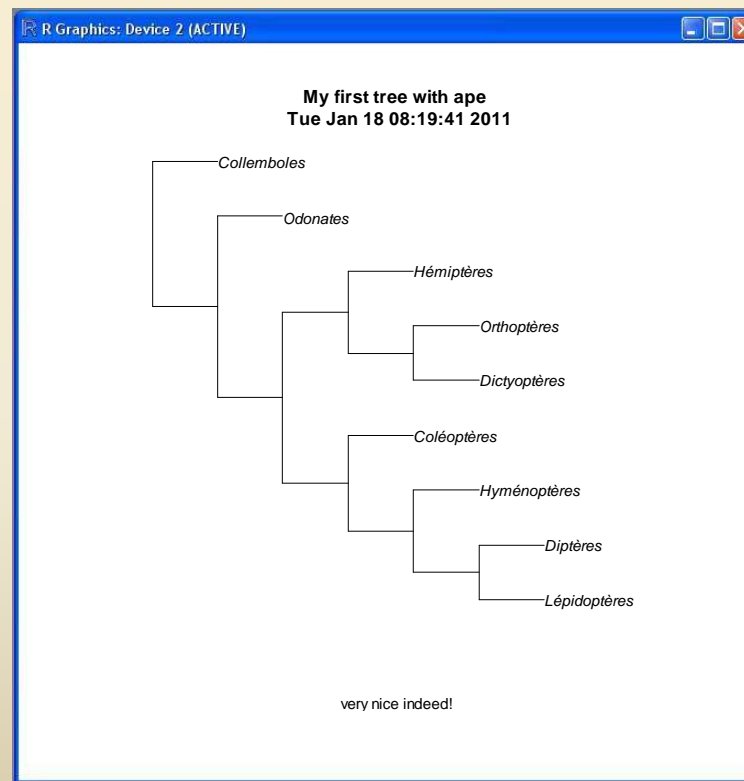 R Graphics: Device 2 (ACTIVE)
My first tree with ape
Tue Jan 18 08:19:41 2011
Collemboles
Odonates
Hémiptères
Orthoptères
Dictyoptères
Coléoptères
Hyménoptères
Diptères
Lépidoptères
very nice indeed!